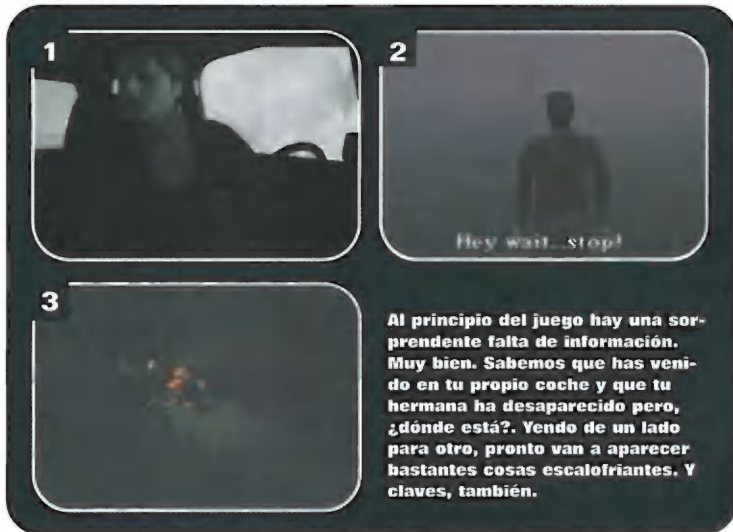 1
2
Hey wait...stop!
3
Al principio del juego hay una sor-
prendente falta de información.
Muy bien. Sabemos que has veni-
do en tu propio coche y que tu
hermana ha desaparecido pero,
¿dónde está?. Yendo de un lado
para otro, pronto van a aparecer
bastantes cosas escalofriantes. Y
claves, también.